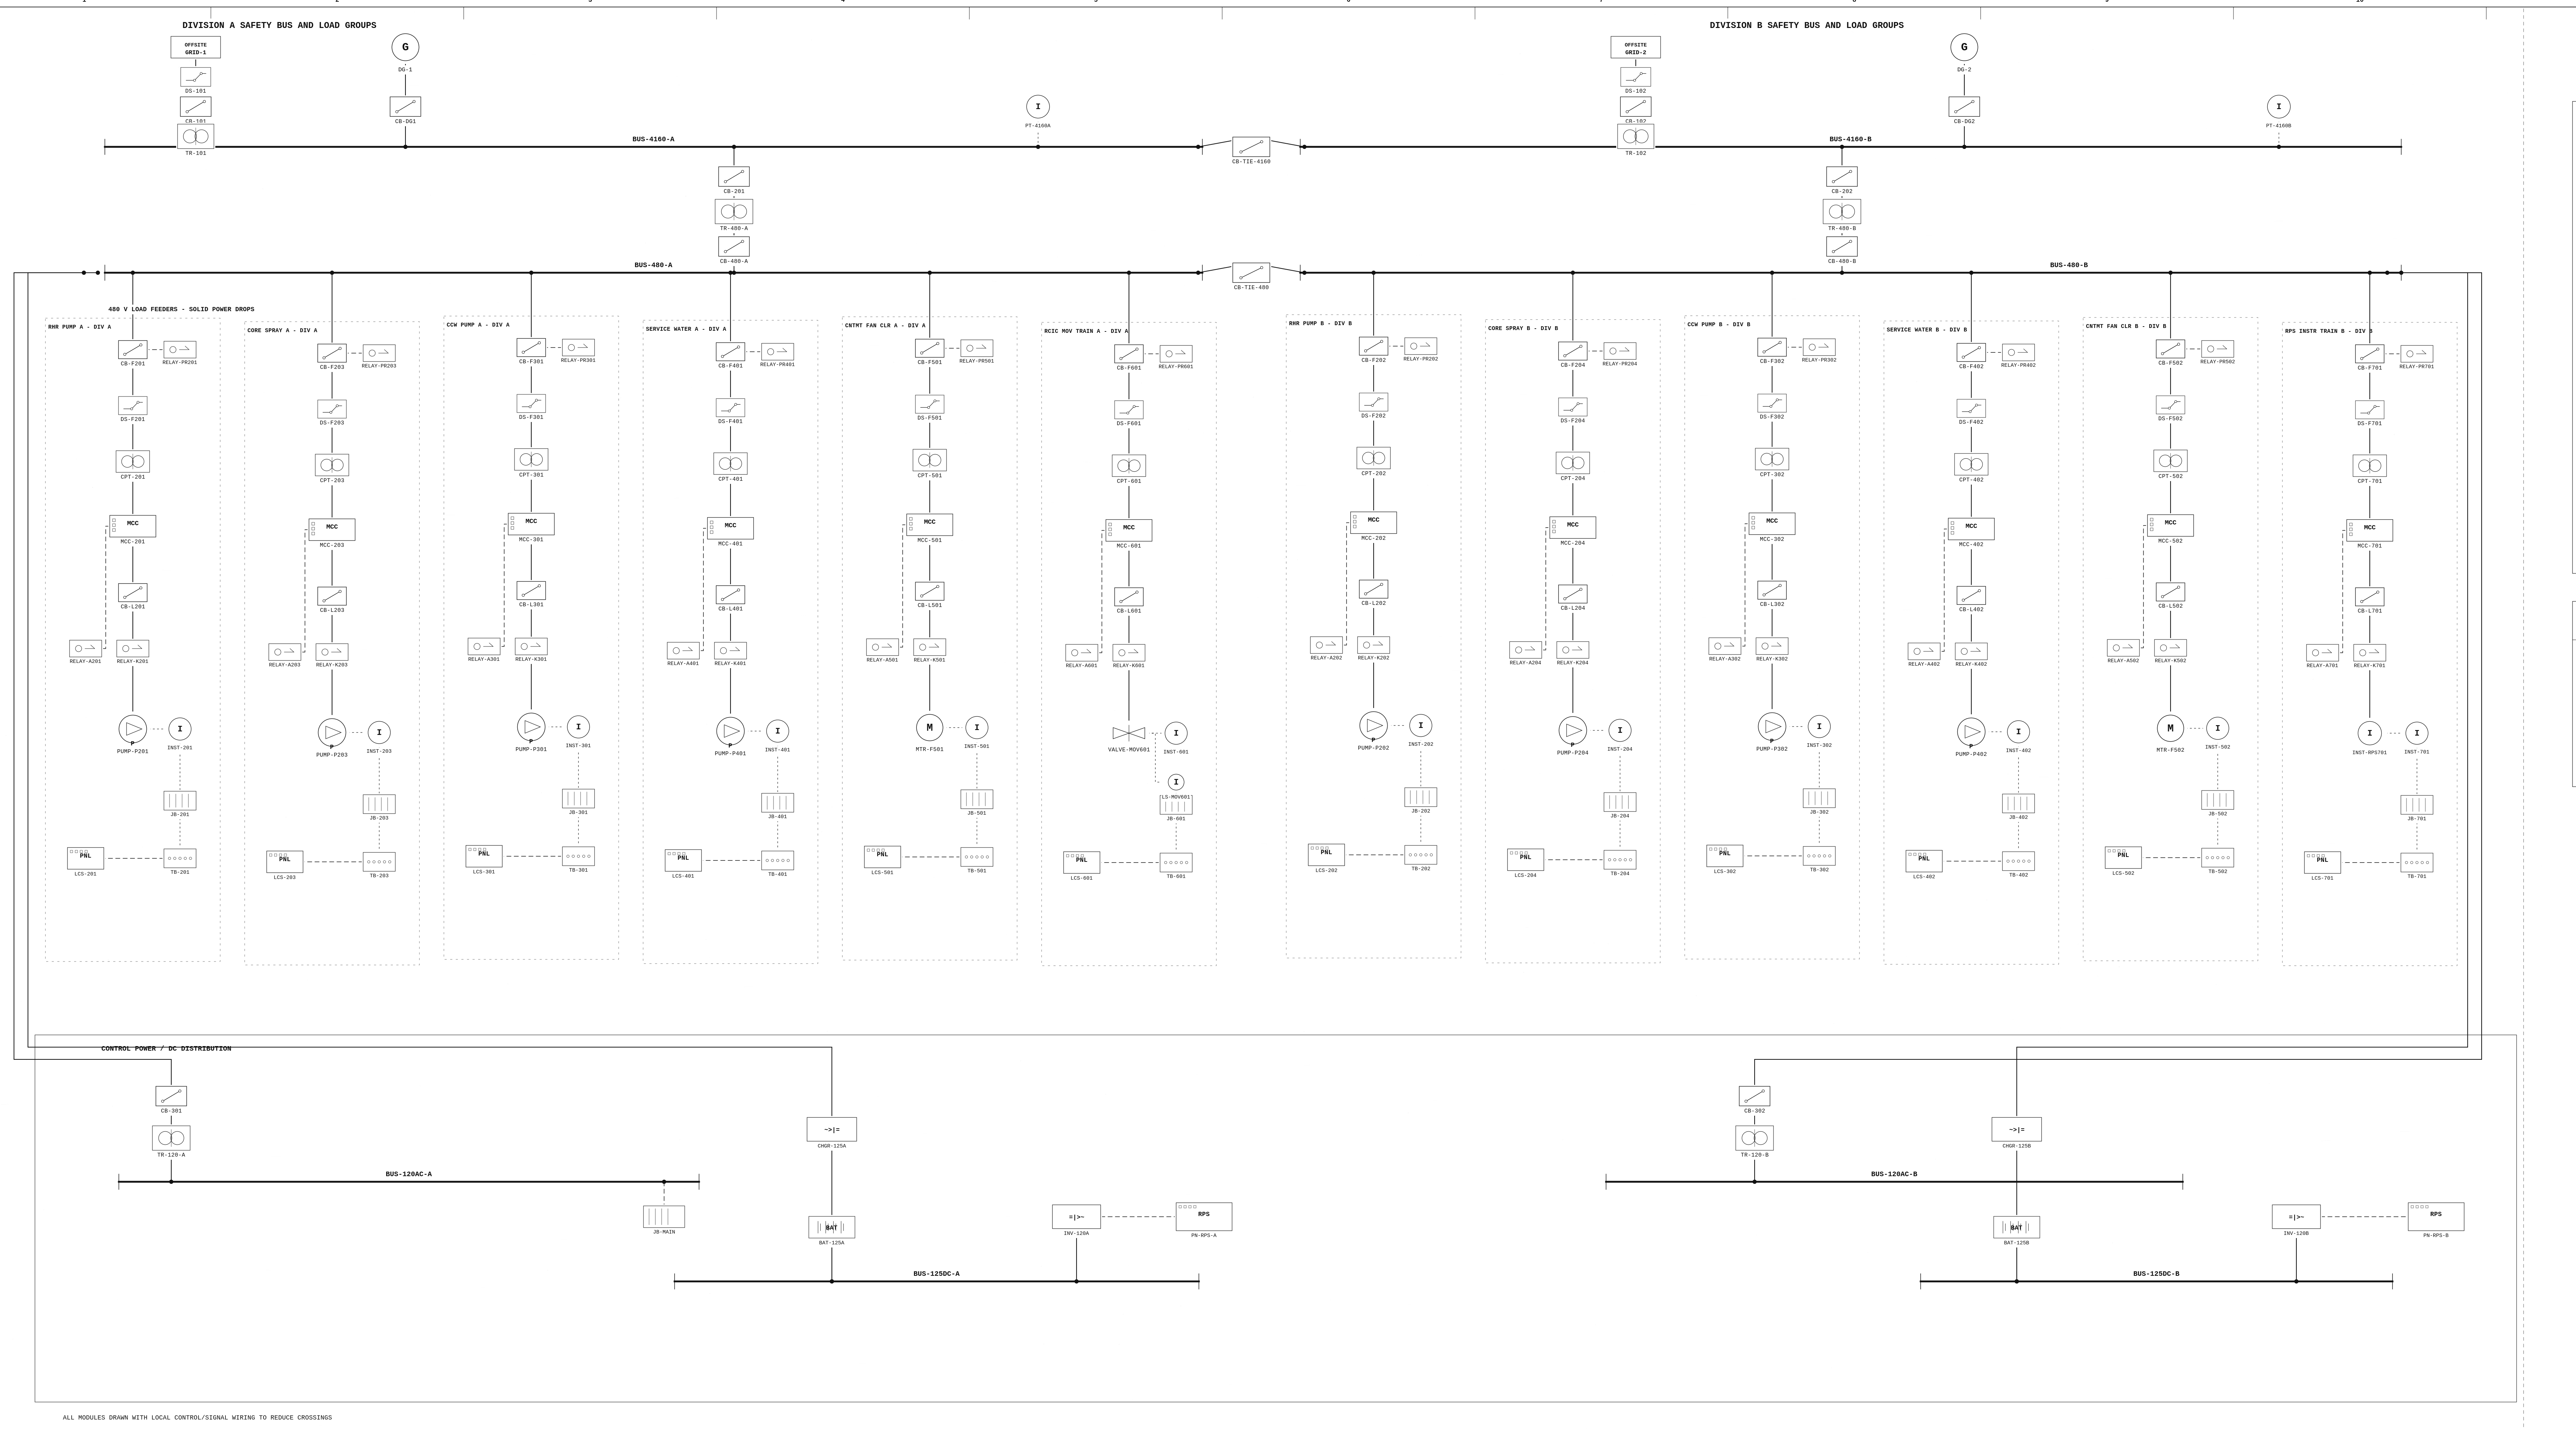 DIVISION A SAFETY BUS AND LOAD GROUPS
DIVISION B SAFETY BUS AND LOAD GROUPS
OFFSITE
GRID-1
G
OFFSITE
GRID-2
G
DG-1
DG-2
DS-101
DS-102
I
I
CB-101
CB-DG1
PT-4160A
CB-102
CB-DG2
PT-4160B
BUS-4160-A
BUS-4160-B
TR-101
CB-TIE-4160
TR-102
CB-201
CB-202
TR-480-A
TR-480-B
CB-480-A
CB-480-B
BUS-480-A
BUS-480-B
CB-TIE-480
480 V LOAD FEEDERS - SOLID POWER DROPS
RHR PUMP A - DIV A
CB-F201
RELAY-PR201
DS-F201
CPT-201
MCC
MCC-201
CB-L201
RELAY-A201
RELAY-K201
P
I
PUMP-P201
INST-201
JB-201
PNL
LCS-201
TB-201
CORE SPRAY A - DIV A
CB-F203
RELAY-PR203
DS-F203
CPT-203
MCC
MCC-203
CB-L203
RELAY-A203
RELAY-K203
P
I
PUMP-P203
INST-203
JB-203
PNL
LCS-203
TB-203
CCW PUMP A - DIV A
CB-F301
RELAY-PR301
DS-F301
CPT-301
MCC
MCC-301
CB-L301
RELAY-A301
RELAY-K301
P
I
PUMP-P301
INST-301
JB-301
PNL
LCS-301
TB-301
SERVICE WATER A - DIV A
CB-F401
RELAY-PR401
DS-F401
CPT-401
MCC
MCC-401
CB-L401
RELAY-A401
RELAY-K401
P
I
PUMP-P401
INST-401
JB-401
PNL
LCS-401
TB-401
CNTMT FAN CLR A - DIV A
CB-F501
RELAY-PR501
DS-F501
CPT-501
MCC
MCC-501
CB-L501
RELAY-A501
RELAY-K501
M
I
MTR-F501
INST-501
JB-501
PNL
LCS-501
TB-501
RCIC MOV TRAIN A - DIV A
CB-F601
RELAY-PR601
DS-F601
CPT-601
MCC
MCC-601
CB-L601
RELAY-A601
RELAY-K601
I
VALVE-MOV601
INST-601
I
LS-MOV601
JB-601
PNL
LCS-601
TB-601
RHR PUMP B - DIV B
CB-F202
RELAY-PR202
DS-F202
CPT-202
MCC
MCC-202
CB-L202
RELAY-A202
RELAY-K202
P
I
PUMP-P202
INST-202
JB-202
PNL
LCS-202
TB-202
CORE SPRAY B - DIV B
CB-F204
RELAY-PR204
DS-F204
CPT-204
MCC
MCC-204
CB-L204
RELAY-A204
RELAY-K204
P
I
PUMP-P204
INST-204
JB-204
PNL
LCS-204
TB-204
CCW PUMP B - DIV B
CB-F302
RELAY-PR302
DS-F302
CPT-302
MCC
MCC-302
CB-L302
RELAY-A302
RELAY-K302
P
I
PUMP-P302
INST-302
JB-302
PNL
LCS-302
TB-302
SERVICE WATER B - DIV B
CB-F402
RELAY-PR402
DS-F402
CPT-402
MCC
MCC-402
CB-L402
RELAY-A402
RELAY-K402
P
I
PUMP-P402
INST-402
JB-402
PNL
LCS-402
TB-402
CNTMT FAN CLR B - DIV B
CB-F502
RELAY-PR502
DS-F502
CPT-502
MCC
MCC-502
CB-L502
RELAY-A502
RELAY-K502
M
I
MTR-F502
INST-502
JB-502
PNL
LCS-502
TB-502
RPS INSTR TRAIN B - DIV B
CB-F701
RELAY-PR701
DS-F701
CPT-701
MCC
MCC-701
CB-L701
RELAY-A701
RELAY-K701
I
I
INST-RPS701
INST-701
JB-701
PNL
LCS-701
TB-701
CONTROL POWER / DC DISTRIBUTION
CB-301
CB-302
~>|=
~>|=
CHGR-125A
CHGR-125B
TR-120-A
TR-120-B
BUS-120AC-A
BUS-120AC-B
JB-MAIN
BAT
BAT-125A
=|>~
INV-120A
RPS
PN-RPS-A
BAT
BAT-125B
=|>~
INV-120B
RPS
PN-RPS-B
BUS-125DC-A
BUS-125DC-B
ALL MODULES DRAWN WITH LOCAL CONTROL/SIGNAL WIRING TO REDUCE CROSSINGS